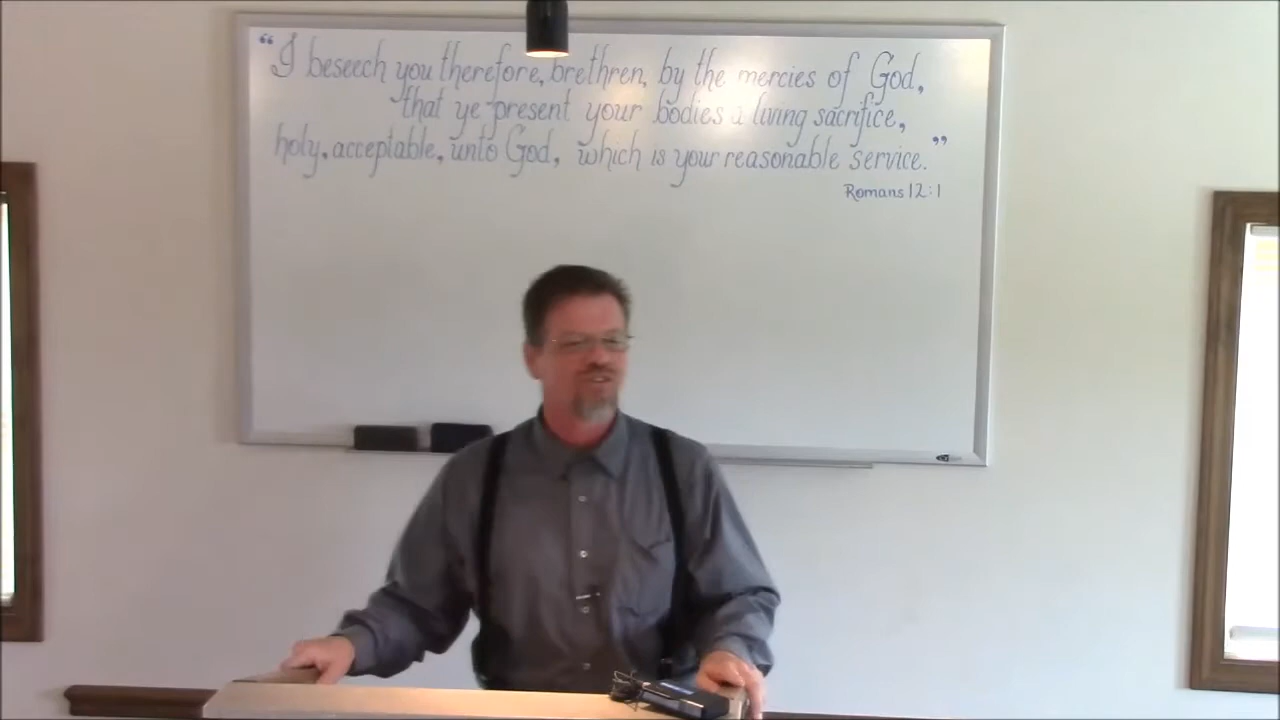 “I beseech you therefore, brethren, by the mercies of God,
that ye present your bodies a living sacrifice,
holy, acceptable, unto God, which is your reasonable service.”
Romans 12:1